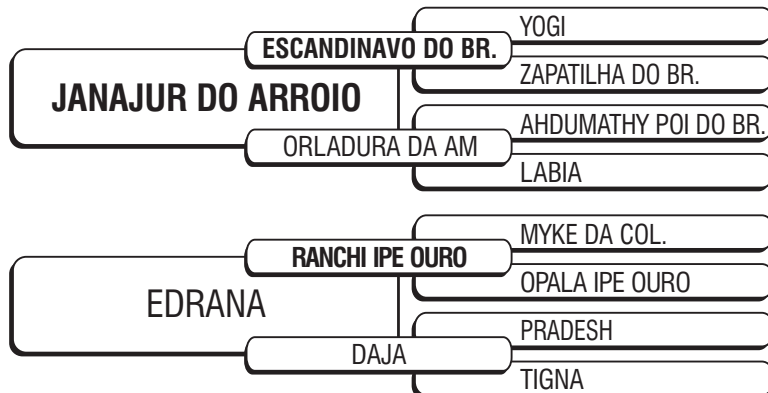 YOGI
ESCANDINAVO DO BR.
ZAPATILHA DO BR.
JANAJUR DO ARROIO
AHDUMATHY POI DO BR.
ORLADURA DA AM
LABIA
MYKE DA COL.
RANCHI IPE OURO
OPALA IPE OURO
EDRANA
PRADESH
DAJA
TIGNA